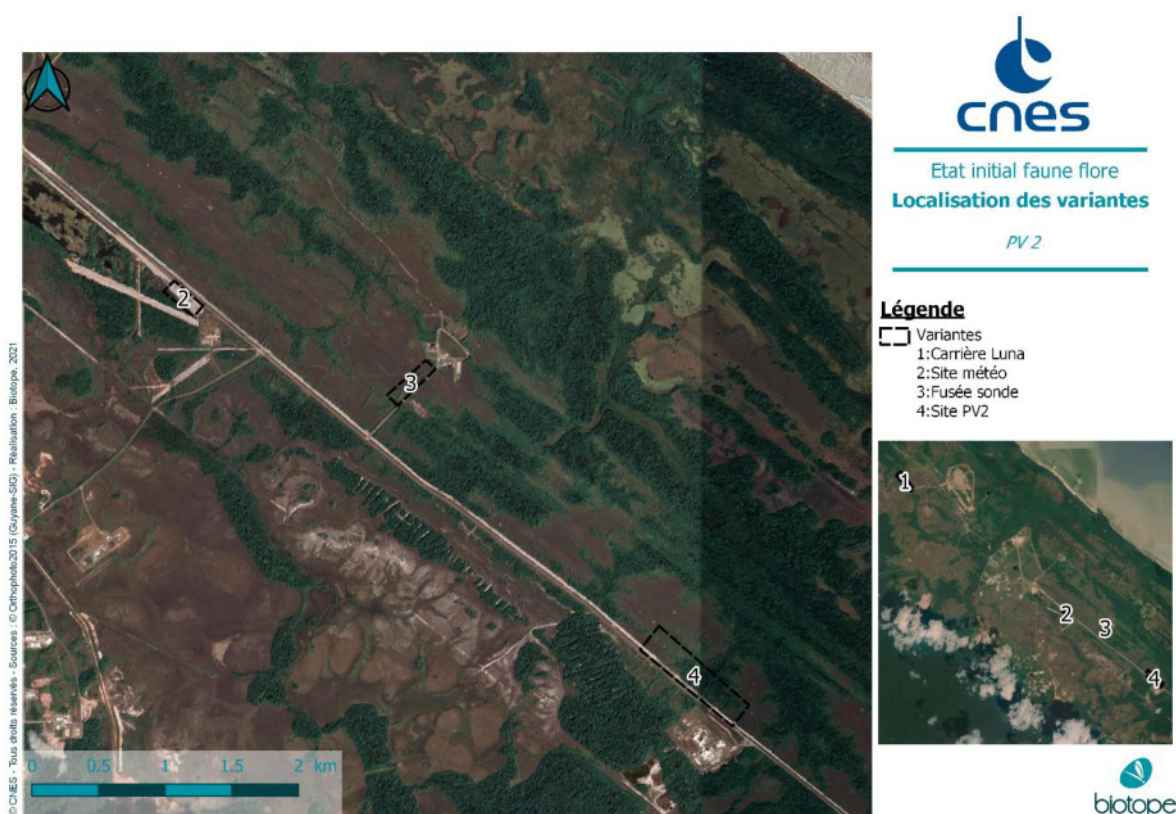 cnes
Etat initial faune flore
Localisation des variantes
PV 2
Légende
Variantes
1:Carrière Luna
2:Site météo
3:Fusée sonde
4:Site PV2
2
3
4
0 0.5 1 1.5 2 km
© CNES - Tous droits réservés - Sources : © Orthophoto2015 (Guyane-SIG) - Réalisation : Biotope, 2021
1
2
3
4
biotope